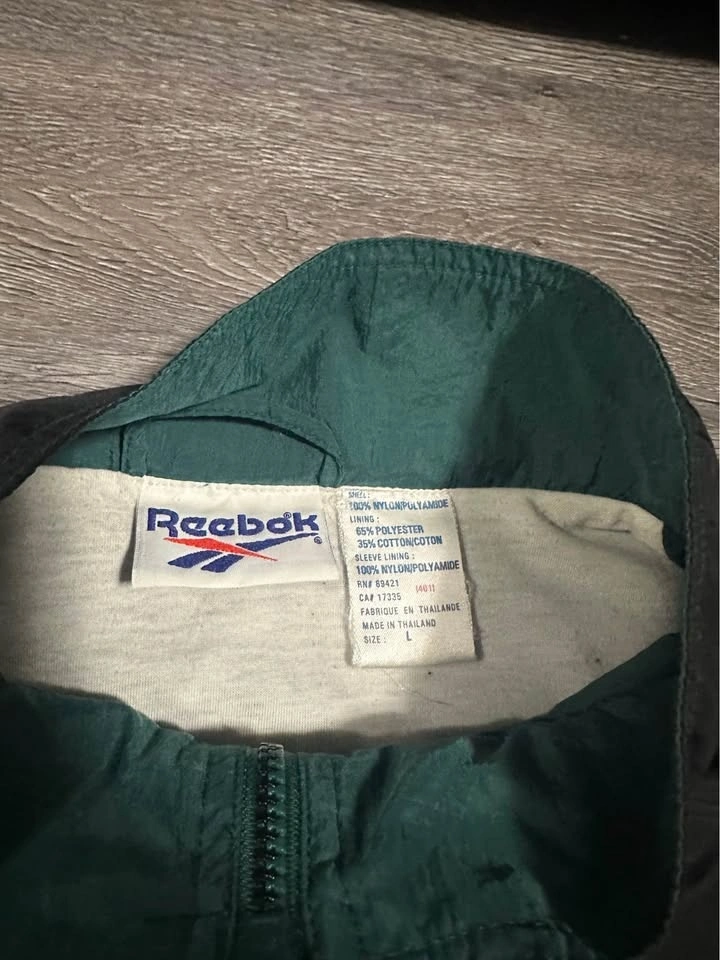 Reebok®
SHELL:
100% NYLON/POLYAMIDE
LINING :
65% POLYESTER
35% COTTON/COTON
SLEEVE LINING :
100% NYLON/POLYAMIDE
RN# 69421
CA# 17335 (401)
FABRIQUE EN THAILANDE
MADE IN THAILAND
SIZE : L